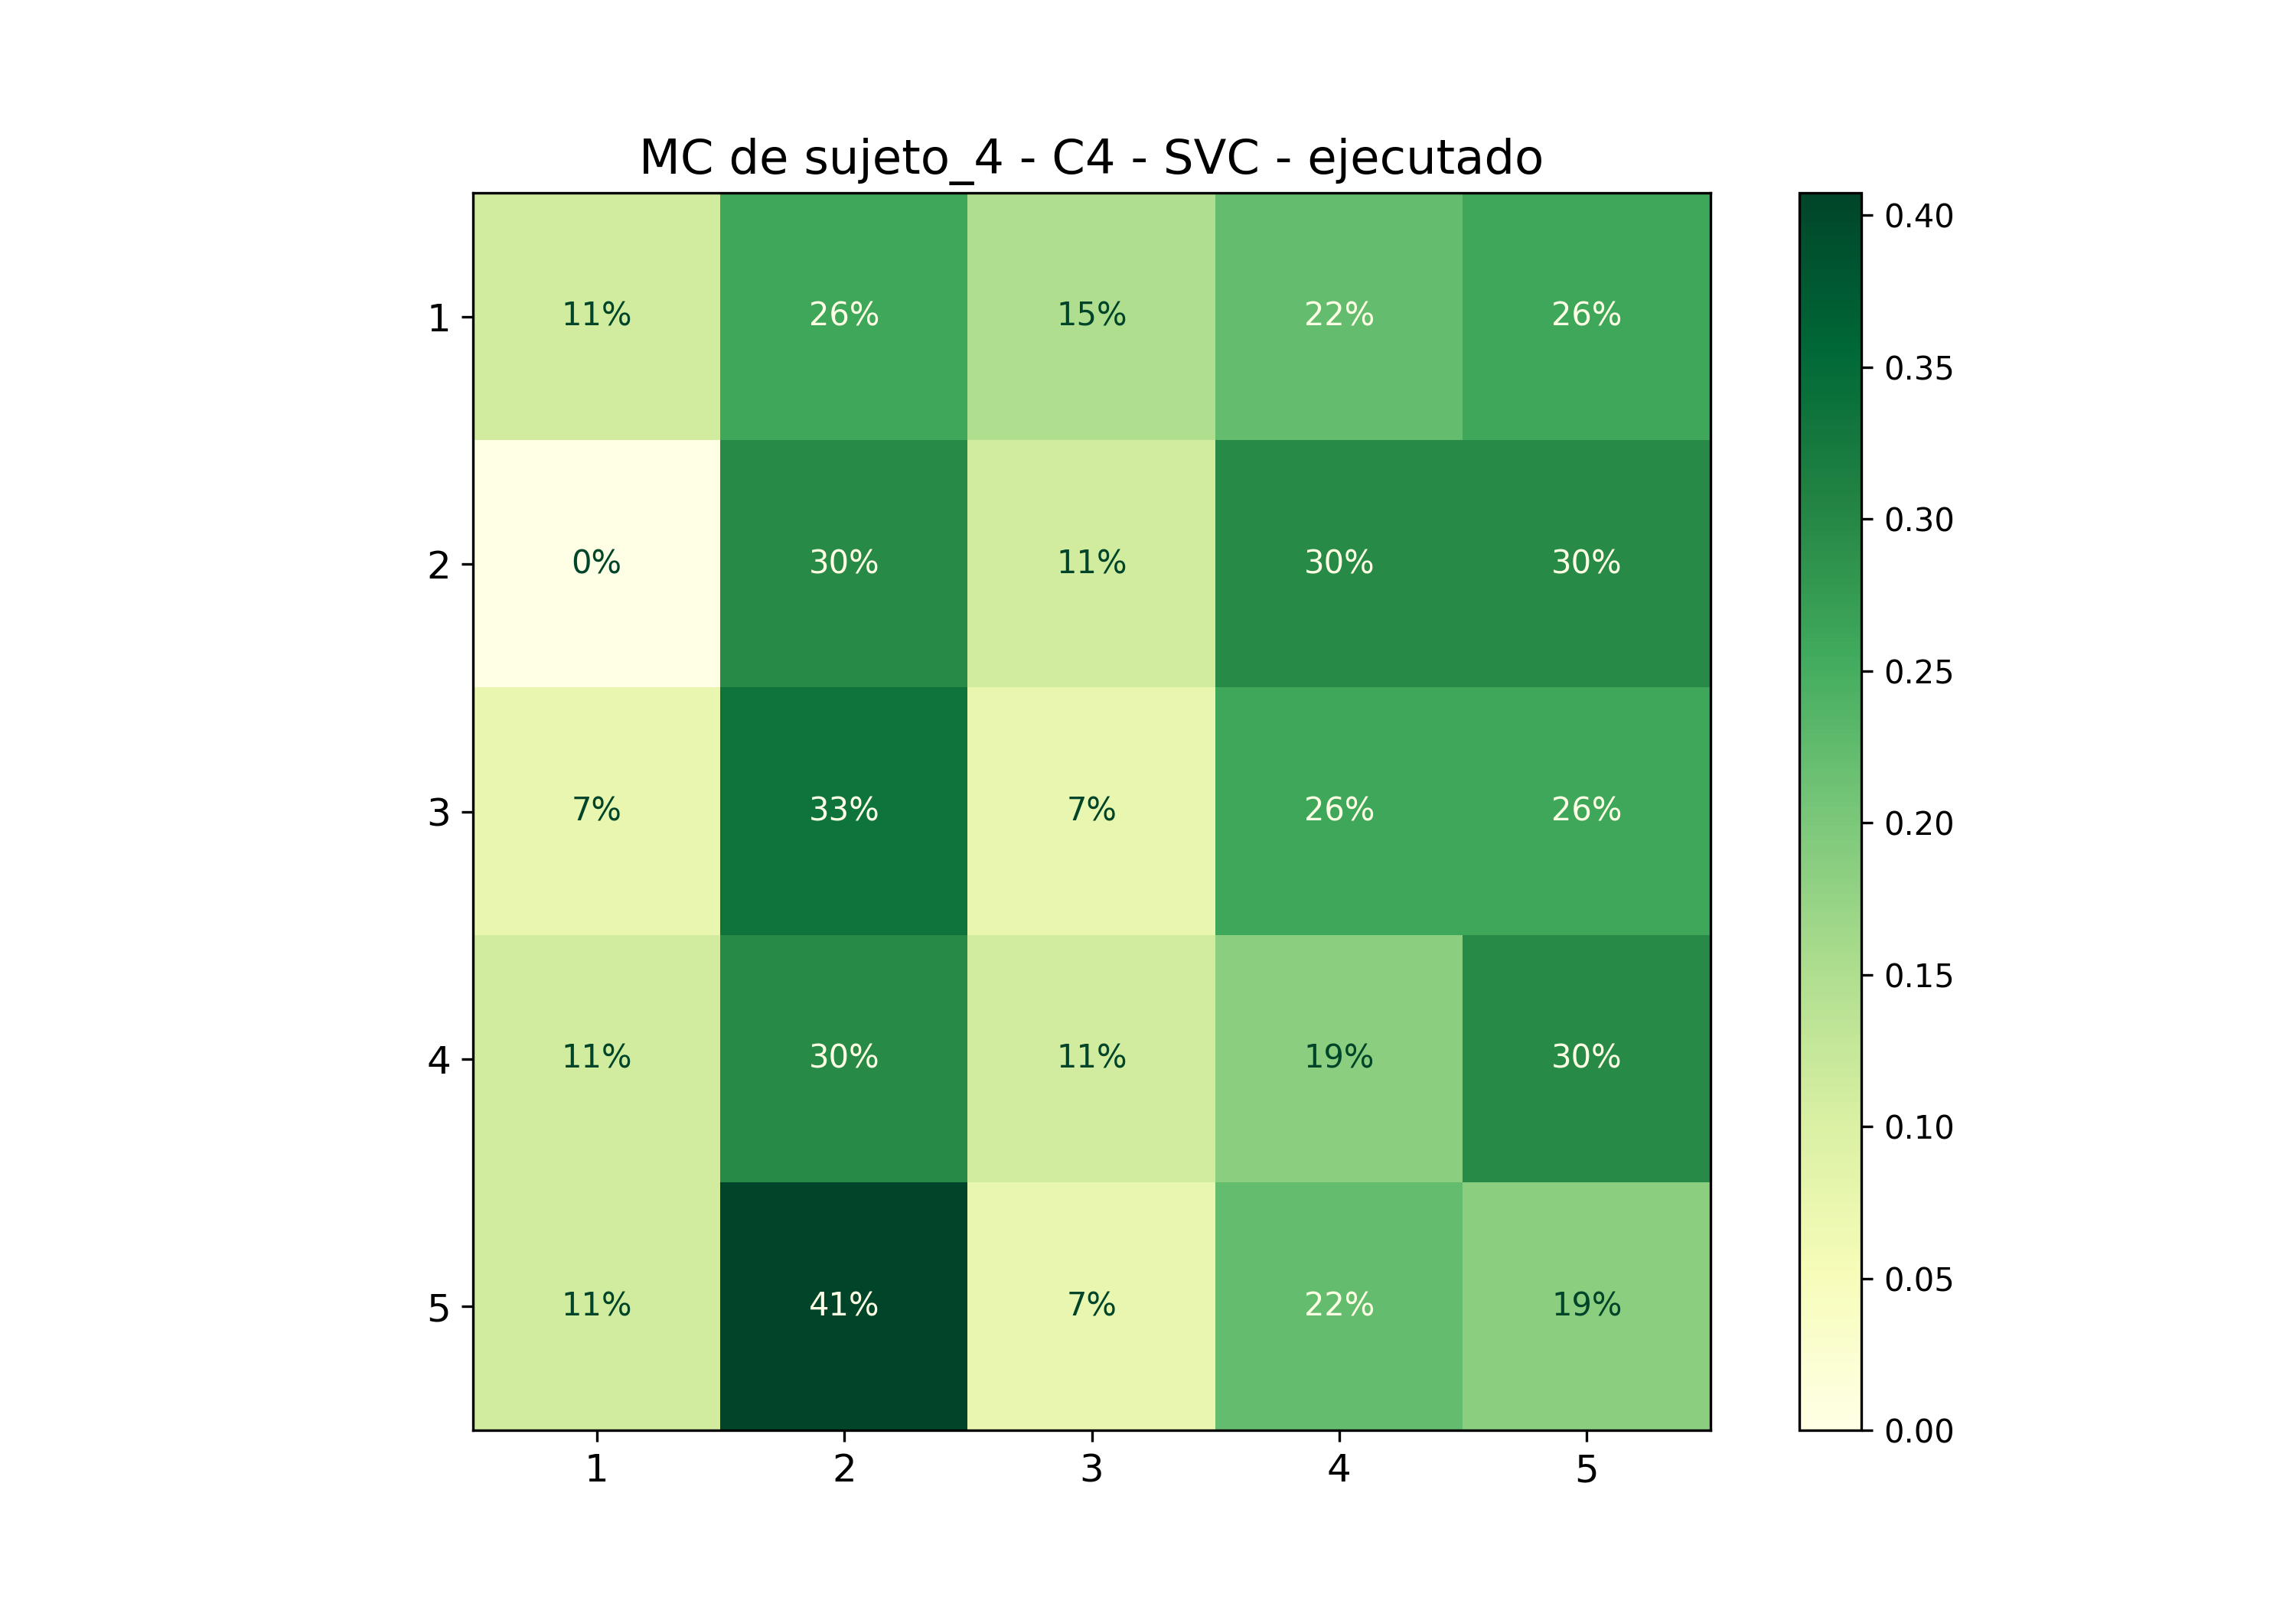 MC de sujeto_4 - C4 - SVC - ejecutado
1 11% 26% 15% 22% 26%
2 0% 30% 11% 30% 30%
3 7% 33% 7% 26% 26%
4 11% 30% 11% 19% 30%
5 11% 41% 7% 22% 19%
1 2 3 4 5
0.40
0.35
0.30
0.25
0.20
0.15
0.10
0.05
0.00